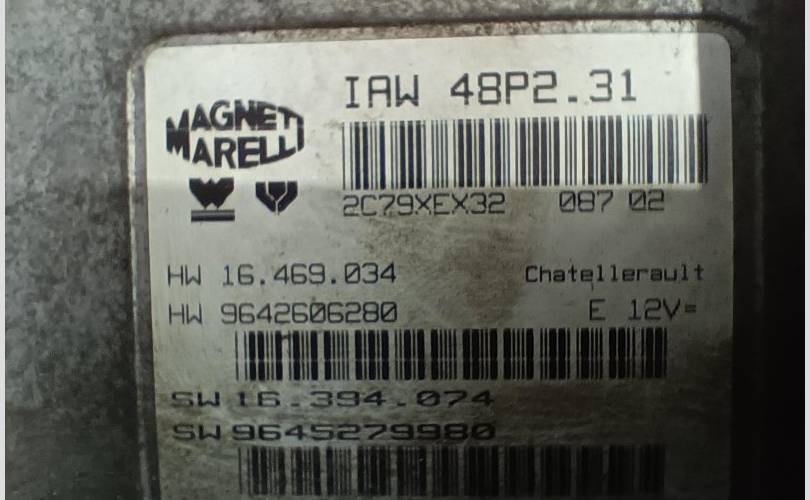 IAW 48P2.31
MAGNETI
MARELLI
2C79XEX32 087 02
HW 16.469.034 Chatellerault
HW 9642606280 E 12V=
SW 16.394.074
SW 9645279980